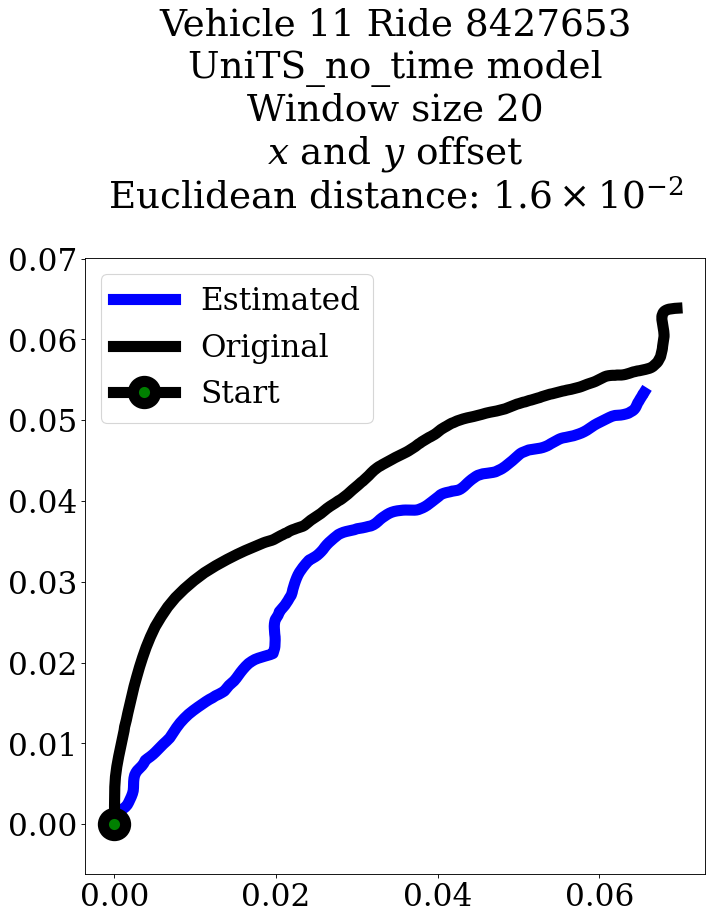 Vehicle 11 Ride 8427653
UniTS_no_time model
Window size 20
x and y offset
Euclidean distance: 1.6 × 10⁻²
0.07
0.06
0.05
0.04
0.03
0.02
0.01
0.00
Estimated
Original
Start
0.00 0.02 0.04 0.06